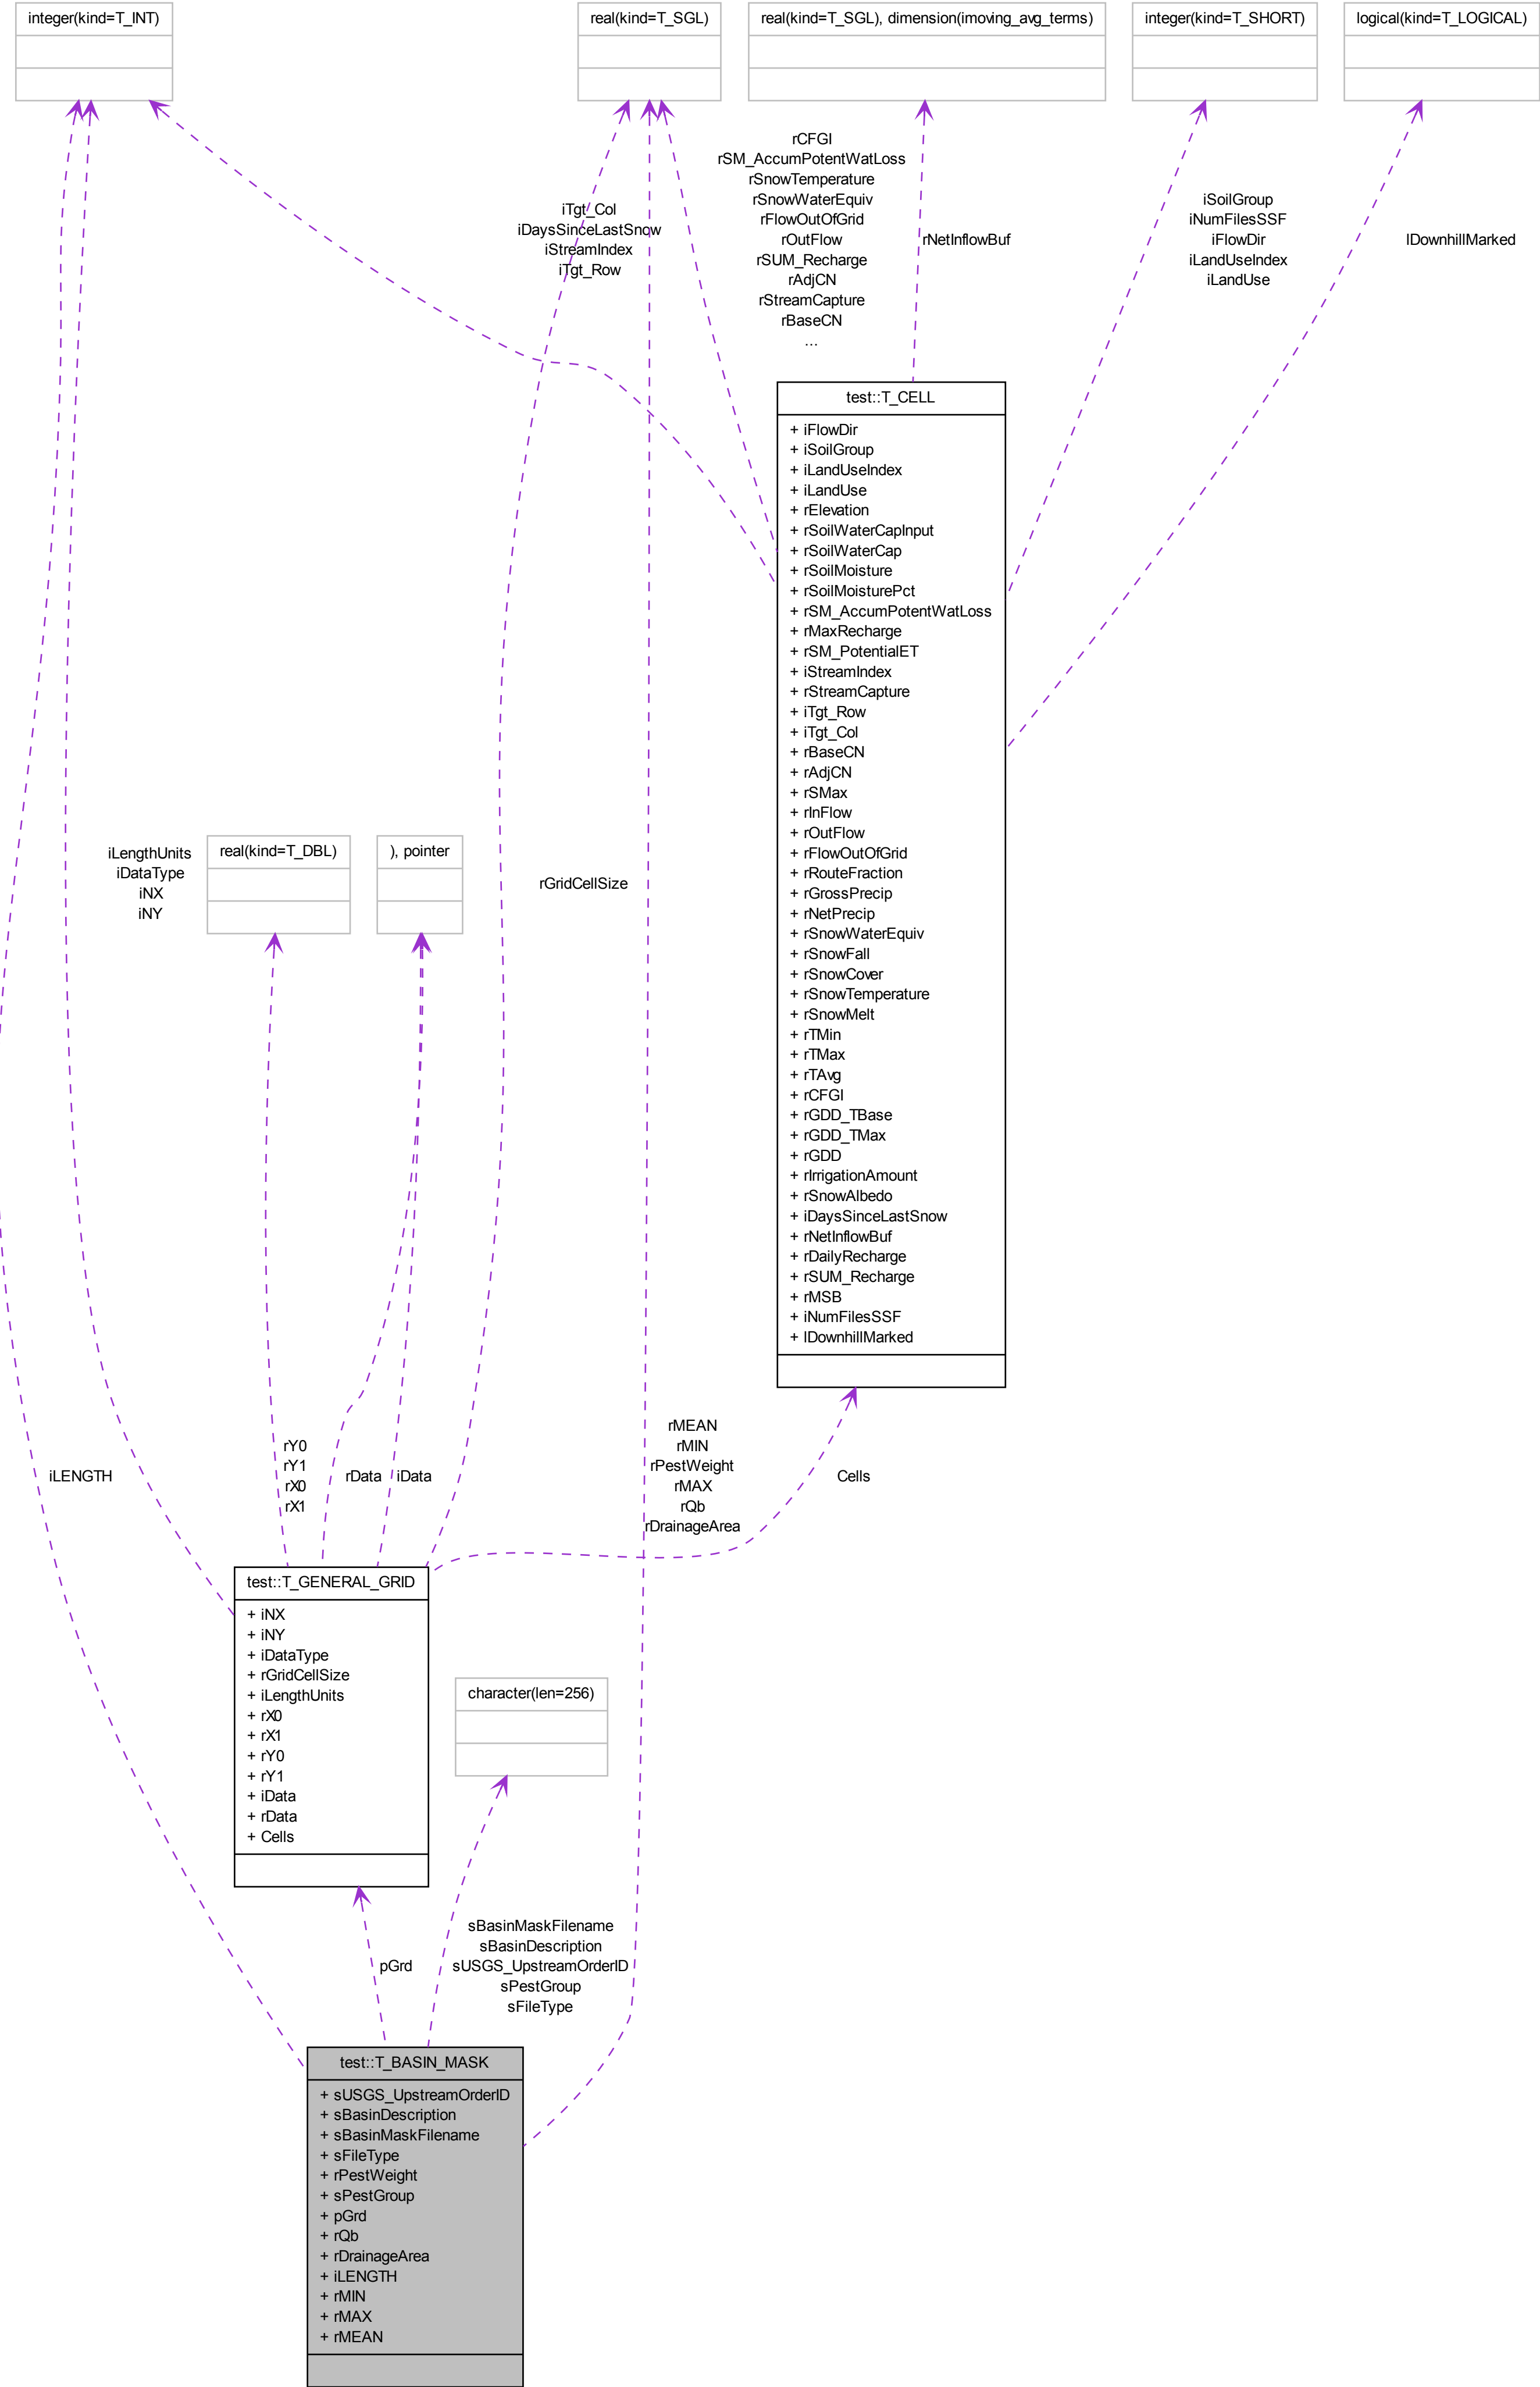 integer(kind=T_INT)
real(kind=T_SGL)
real(kind=T_SGL), dimension(imoving_avg_terms)
integer(kind=T_SHORT)
logical(kind=T_LOGICAL)
iTgt_Col
iDaysSinceLastSnow
iStreamIndex
iTgt_Row
rCFGI
rSM_AccumPotentWatLoss
rSnowTemperature
rSnowWaterEquiv
rFlowOutOfGrid
rOutFlow
rSUM_Recharge
rAdjCN
rStreamCapture
rBaseCN
...
rNetInflowBuf
iSoilGroup
iNumFilesSSF
iFlowDir
iLandUseIndex
iLandUse
lDownhillMarked
test::T_CELL
+ iFlowDir
+ iSoilGroup
+ iLandUseIndex
+ iLandUse
+ rElevation
+ rSoilWaterCapInput
+ rSoilWaterCap
+ rSoilMoisture
+ rSoilMoisturePct
+ rSM_AccumPotentWatLoss
+ rMaxRecharge
+ rSM_PotentialET
+ iStreamIndex
+ rStreamCapture
+ iTgt_Row
+ iTgt_Col
+ rBaseCN
+ rAdjCN
+ rSMax
+ rInFlow
+ rOutFlow
+ rFlowOutOfGrid
+ rRouteFraction
+ rGrossPrecip
+ rNetPrecip
+ rSnowWaterEquiv
+ rSnowFall
+ rSnowCover
+ rSnowTemperature
+ rSnowMelt
+ rTMin
+ rTMax
+ rTAvg
+ rCFGI
+ rGDD_TBase
+ rGDD_TMax
+ rGDD
+ rIrrigationAmount
+ rSnowAlbedo
+ iDaysSinceLastSnow
+ rNetInflowBuf
+ rDailyRecharge
+ rSUM_Recharge
+ rMSB
+ iNumFilesSSF
+ lDownhillMarked
iLengthUnits
iDataType
iNX
iNY
real(kind=T_DBL)
), pointer
rGridCellSize
iLENGTH
rY0
rY1
rX0
rX1
rData
iData
rMEAN
rMIN
rPestWeight
rMAX
rQb
rDrainageArea
Cells
test::T_GENERAL_GRID
+ iNX
+ iNY
+ iDataType
+ rGridCellSize
+ iLengthUnits
+ rX0
+ rX1
+ rY0
+ rY1
+ iData
+ rData
+ Cells
character(len=256)
pGrd
sBasinMaskFilename
sBasinDescription
sUSGS_UpstreamOrderID
sPestGroup
sFileType
test::T_BASIN_MASK
+ sUSGS_UpstreamOrderID
+ sBasinDescription
+ sBasinMaskFilename
+ sFileType
+ rPestWeight
+ sPestGroup
+ pGrd
+ rQb
+ rDrainageArea
+ iLENGTH
+ rMIN
+ rMAX
+ rMEAN